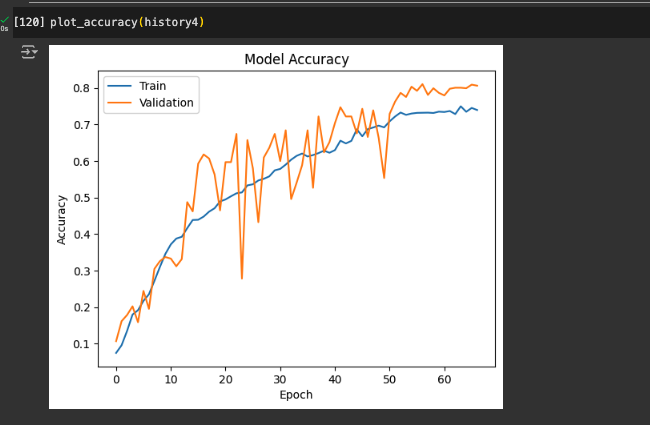 [120] plot_accuracy(history4)
0s
Model Accuracy
Train
Validation
0.8
0.7
0.6
0.5
0.4
0.3
0.2
0.1
Accuracy
0 10 20 30 40 50 60
Epoch